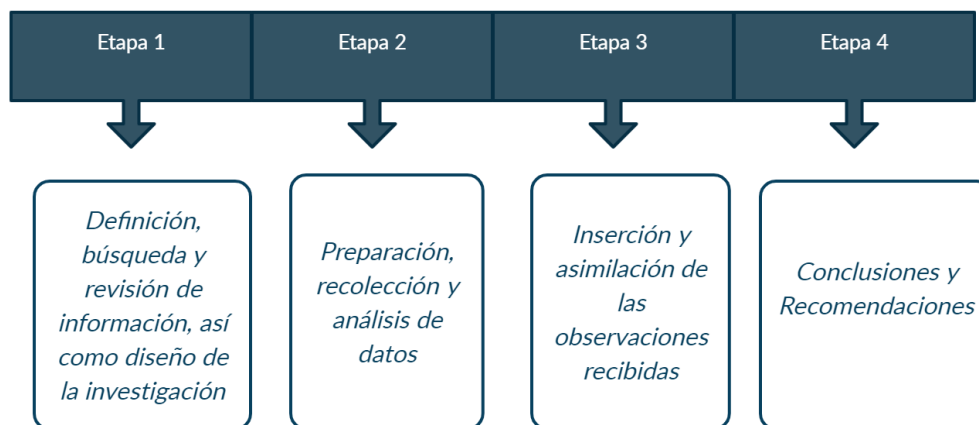 Etapa 1
Etapa 2
Etapa 3
Etapa 4
Definición,
búsqueda y
revisión de
información, así
como diseño de
la investigación
Preparación,
recolección y
análisis de
datos
Inserción y
asimilación de
las
observaciones
recibidas
Conclusiones y
Recomendaciones